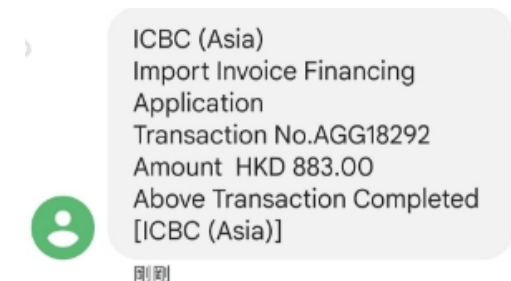 ICBC (Asia)
Import Invoice Financing
Application
Transaction No.AGG18292
Amount  HKD 883.00
Above Transaction Completed
[ICBC (Asia)]
剛剛